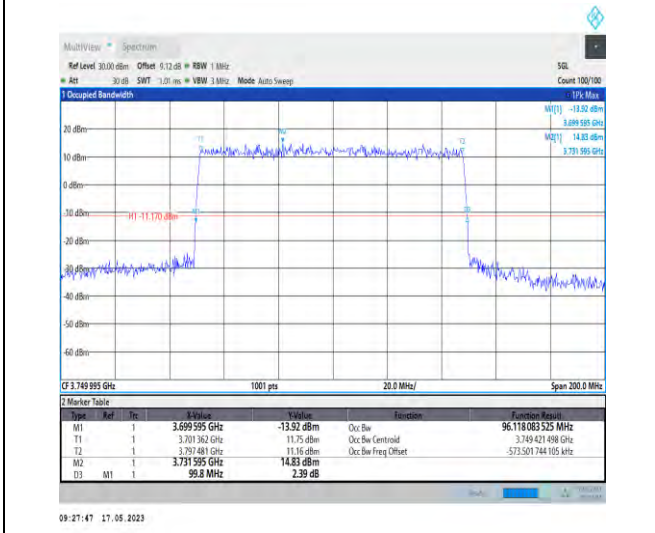 MultiView Spectrum
Ref Level 30.00 dBm Offset 9.12 dB RBW 1 MHz SGL
Att 30 dB SWT 1.01 ms VBW 3 MHz Mode Auto Sweep Count 100/100
1 Occupied Bandwidth 1Pk Max
M1[1] -13.92 dBm
3.699 595 GHz
M2[1] 14.83 dBm
3.731 595 GHz
20 dBm
T1 M2 T2
10 dBm
0 dBm
-10 dBm
H1 -11.170 dBm M1 D3
-20 dBm
-30 dBm
-40 dBm
-50 dBm
-60 dBm
CF 3.749 995 GHz 1001 pts 20.0 MHz/ Span 200.0 MHz
2 Marker Table
Type Ref Trc X-Value Y-Value Function Function Result
M1 1 3.699 595 GHz -13.92 dBm Occ Bw 96.118 083 525 MHz
T1 1 3.701 362 GHz 11.75 dBm Occ Bw Centroid 3.749 421 498 GHz
T2 1 3.797 481 GHz 11.16 dBm Occ Bw Freq Offset -573.501 744 105 kHz
M2 1 3.731 595 GHz 14.83 dBm
D3 M1 1 99.8 MHz 2.39 dB
09:27:47 17.05.2023